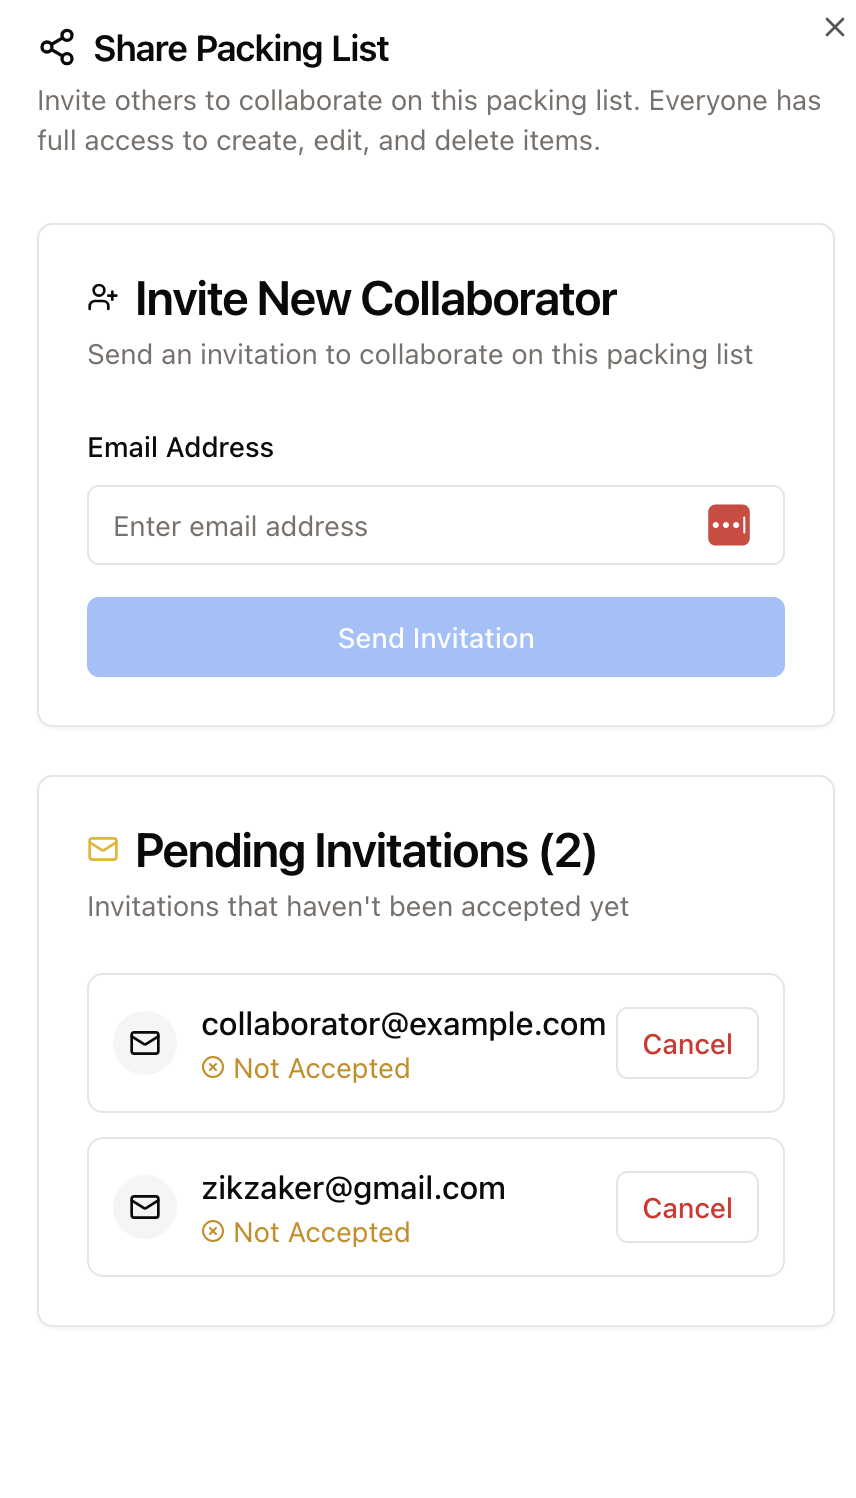 Share Packing List
Invite others to collaborate on this packing list. Everyone has
full access to create, edit, and delete items.
Invite New Collaborator
Send an invitation to collaborate on this packing list
Email Address
Enter email address
Send Invitation
Pending Invitations (2)
Invitations that haven't been accepted yet
collaborator@example.com
Not Accepted
Cancel
zikzaker@gmail.com
Not Accepted
Cancel